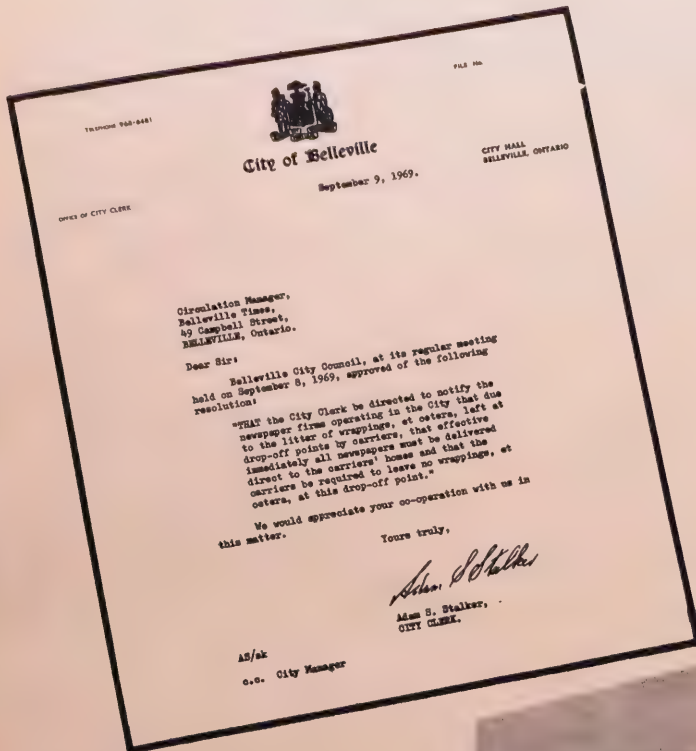 TELEPHONE 968-6481
FILE No.
City of Belleville
CITY HALL
BELLEVILLE, ONTARIO
September 9, 1969.
OFFICE OF CITY CLERK
Circulation Manager,
Belleville Times,
49 Campbell Street,
BELLEVILLE, Ontario.
Dear Sir:
Belleville City Council, at its regular meeting
held on September 8, 1969, approved of the following
resolution:
"THAT the City Clerk be directed to notify the
newspaper firms operating in the City that due
to the litter of wrappings, et cetera, left at
drop-off points by carriers, that effective
immediately all newspapers must be delivered
direct to the carriers' homes and that the
carriers be required to leave no wrappings, et
cetera, at this drop-off point."
We would appreciate your co-operation with us in
this matter.
Yours truly,
Adam S Stalker
Adam S. Stalker,
CITY CLERK.
AS/sk
c.c. City Manager